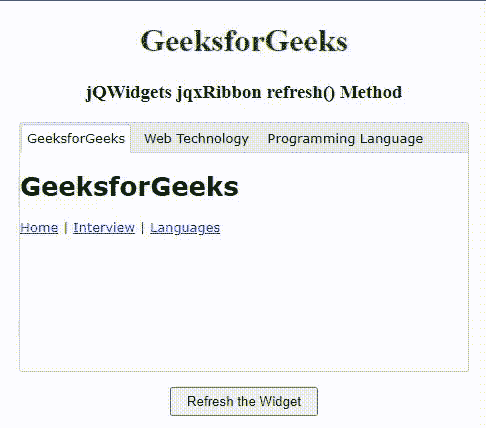 GeeksforGeeks
jQWidgets jqxRibbon refresh() Method
GeeksforGeeks Web Technology Programming Language
GeeksforGeeks
Home | Interview | Languages
Refresh the Widget